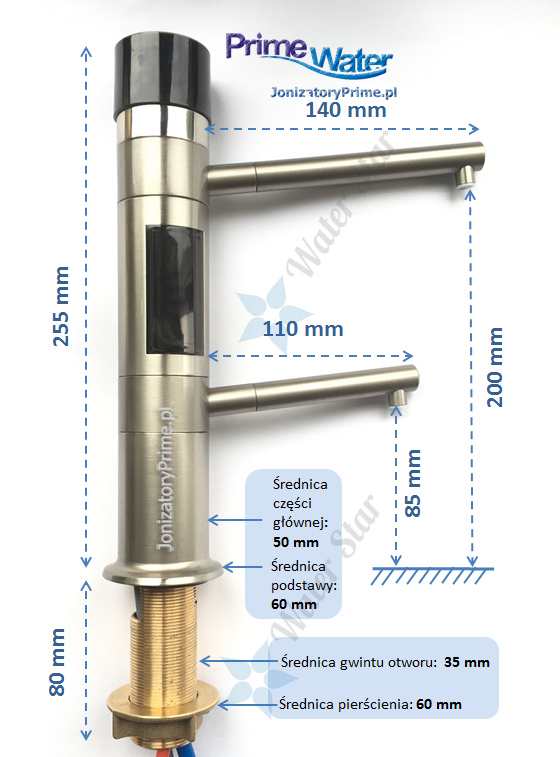 Prime Water
JonizatoryPrime.pl
140 mm
Water Star
255 mm
110 mm
200 mm
JonizatoryPrime.pl
85 mm
Średnica
części
głównej:
50 mm
Średnica
podstawy:
60 mm
Water Star
80 mm
Średnica gwintu otworu: 35 mm
Średnica pierścienia: 60 mm